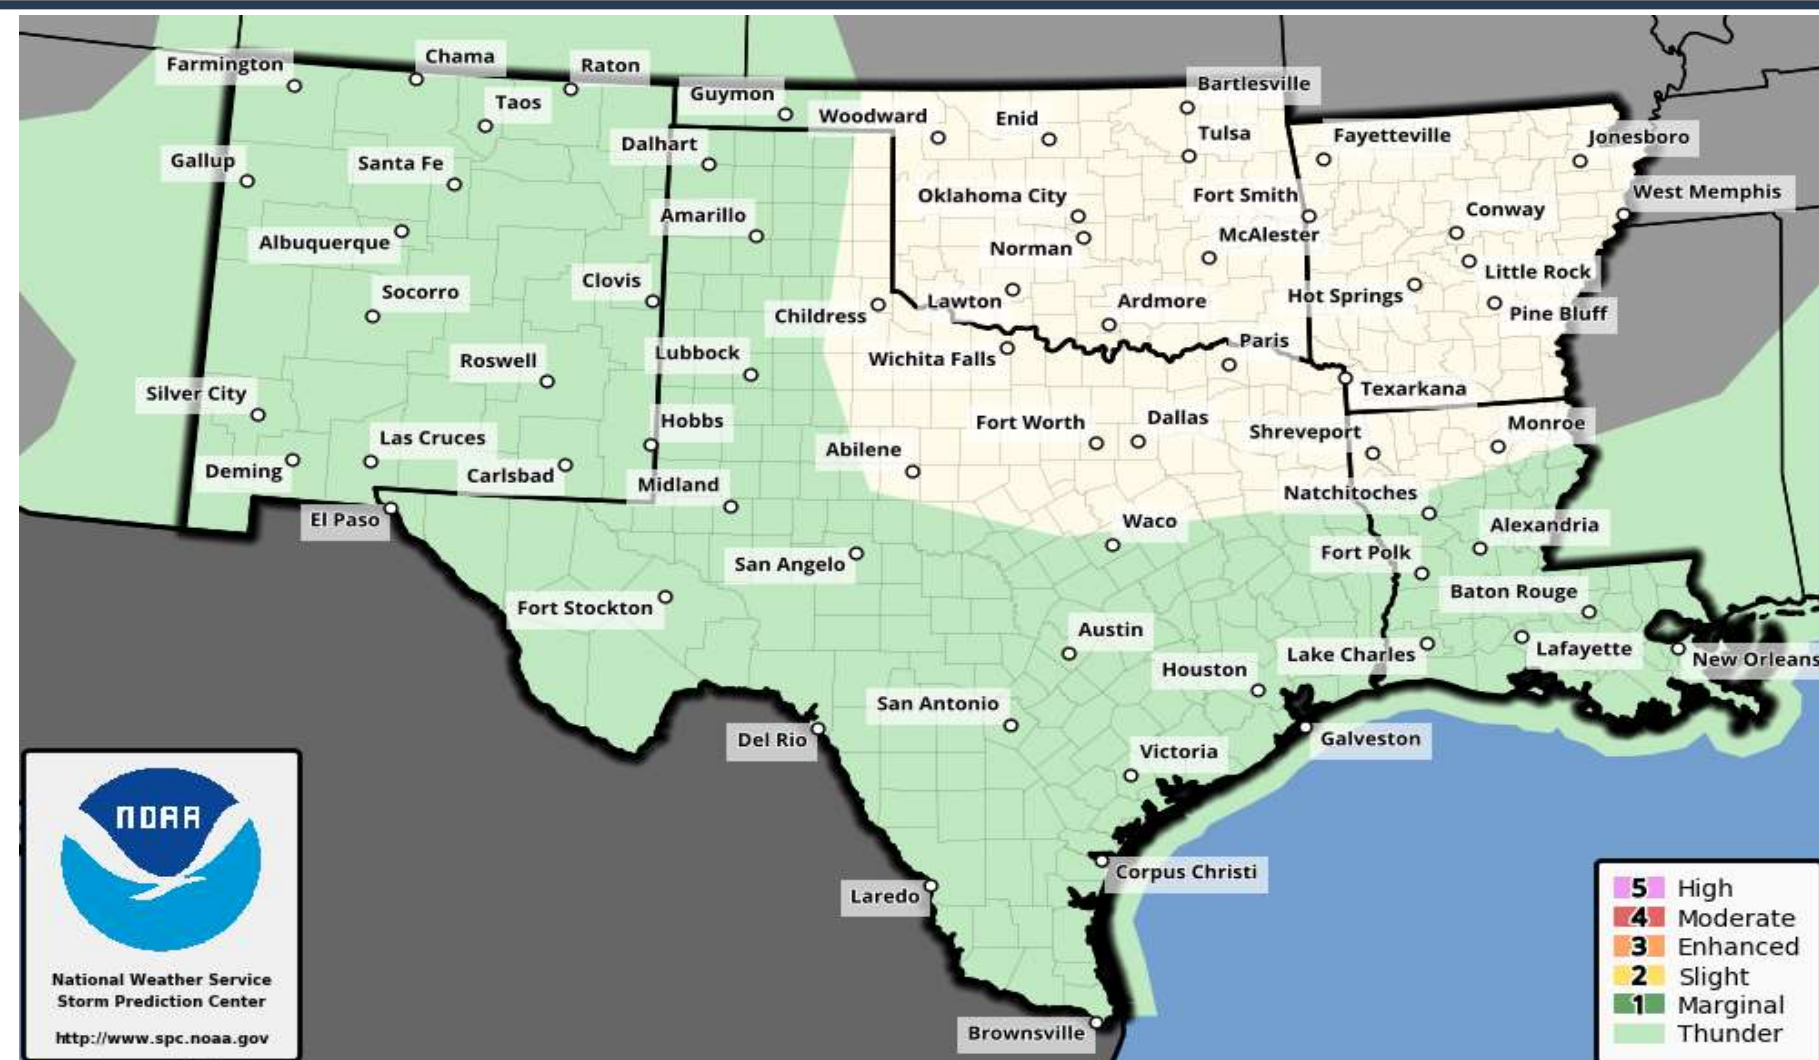 Farmington
Chama
Raton
Taos
Guymon
Woodward
Enid
Bartlesville
Tulsa
Fayetteville
Jonesboro
Gallup
Santa Fe
Dalhart
Oklahoma City
Fort Smith
West Memphis
Albuquerque
Amarillo
Norman
McAlester
Conway
Socorro
Clovis
Childress
Lawton
Ardmore
Hot Springs
Little Rock
Pine Bluff
Roswell
Lubbock
Wichita Falls
Paris
Texarkana
Silver City
Las Cruces
Hobbs
Abilene
Fort Worth
Dallas
Shreveport
Monroe
Deming
Carlsbad
Midland
Natchitoches
El Paso
San Angelo
Waco
Fort Polk
Alexandria
Fort Stockton
Baton Rouge
Austin
Houston
Lake Charles
Lafayette
New Orleans
San Antonio
Del Rio
Victoria
Galveston
Laredo
Corpus Christi
Brownsville
NOAA
National Weather Service
Storm Prediction Center
http://www.spc.noaa.gov
5 High
4 Moderate
3 Enhanced
2 Slight
1 Marginal
Thunder